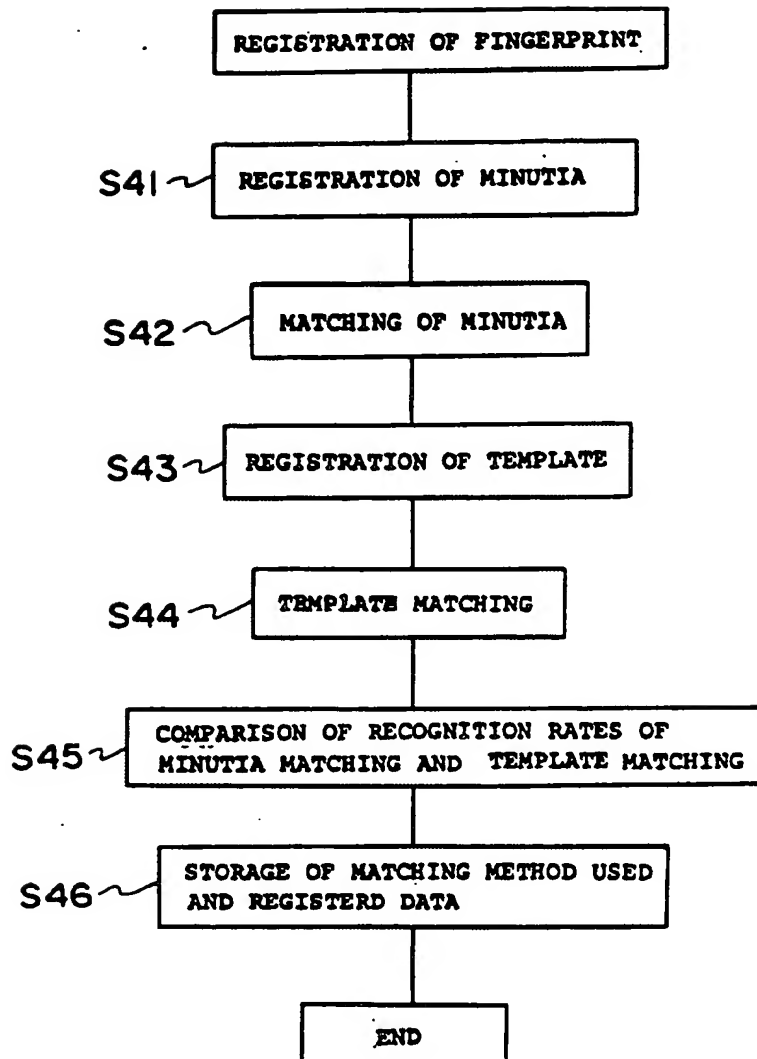 REGISTRATION OF FINGERPRINT
S41 REGISTRATION OF MINUTIA
S42 MATCHING OF MINUTIA
S43 REGISTRATION OF TEMPLATE
S44 TEMPLATE MATCHING
S45 COMPARISON OF RECOGNITION RATES OF
MINUTIA MATCHING AND TEMPLATE MATCHING
S46 STORAGE OF MATCHING METHOD USED
AND REGISTERD DATA
END